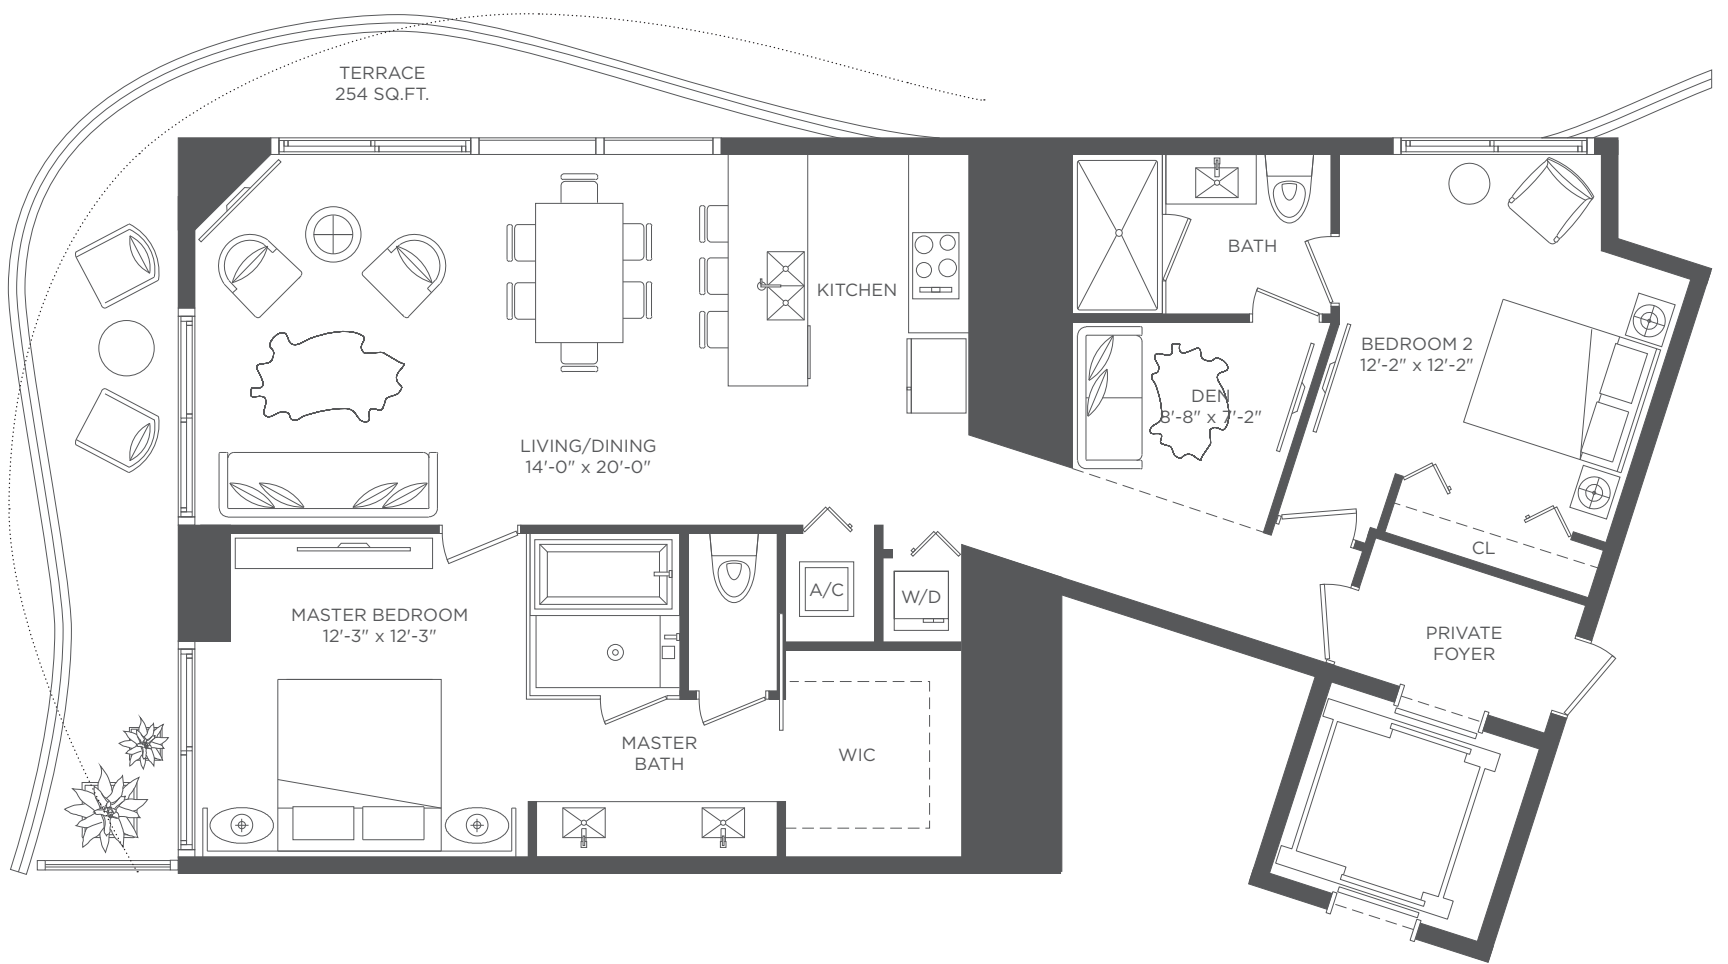 TERRACE
254 SQ.FT.
KITCHEN
BATH
BEDROOM 2
12'-2" x 12'-2"
DEN
8'-8" x 7'-2"
LIVING/DINING
14'-0" x 20'-0"
CL
A/C
W/D
MASTER BEDROOM
12'-3" x 12'-3"
PRIVATE
FOYER
MASTER
BATH
WIC